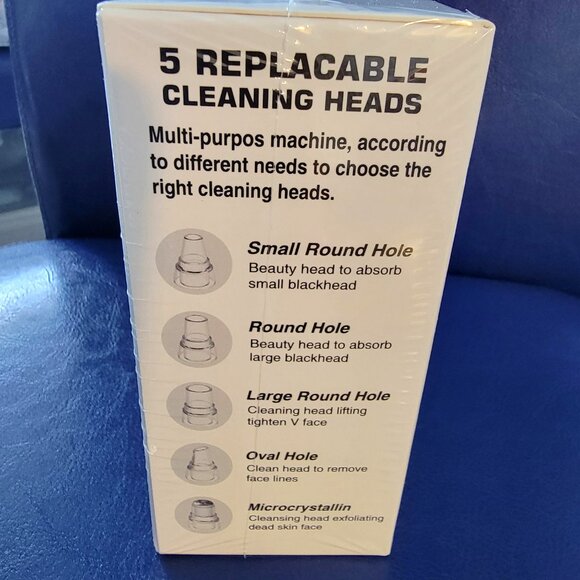 5 REPLACABLE
CLEANING HEADS
Multi-purpos machine, according
to different needs to choose the
right cleaning heads.
Small Round Hole
Beauty head to absorb
small blackhead
Round Hole
Beauty head to absorb
large blackhead
Large Round Hole
Cleaning head lifting
tighten V face
Oval Hole
Clean head to remove
face lines
Microcrystallin
Cleansing head exfoliating
dead skin face